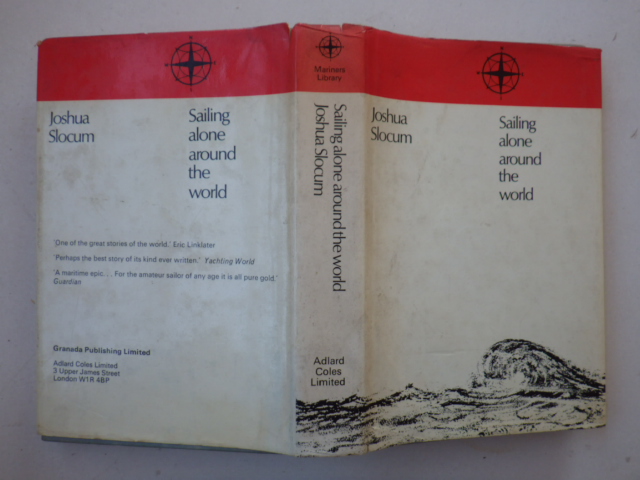 Joshua
Slocum
Sailing
alone
around
the
world
'One of the great stories of the world.' Eric Linklater
'Perhaps the best story of its kind ever written.' Yachting World
'A maritime epic... For the amateur sailor of any age it is all pure gold.'
Guardian
Granada Publishing Limited
Adlard Coles Limited
3 Upper James Street
London W1R 4BP
Mariners
Library
Sailing alone around the world
Joshua Slocum
Adlard
Coles
Limited
Joshua
Slocum
Sailing
alone
around
the
world